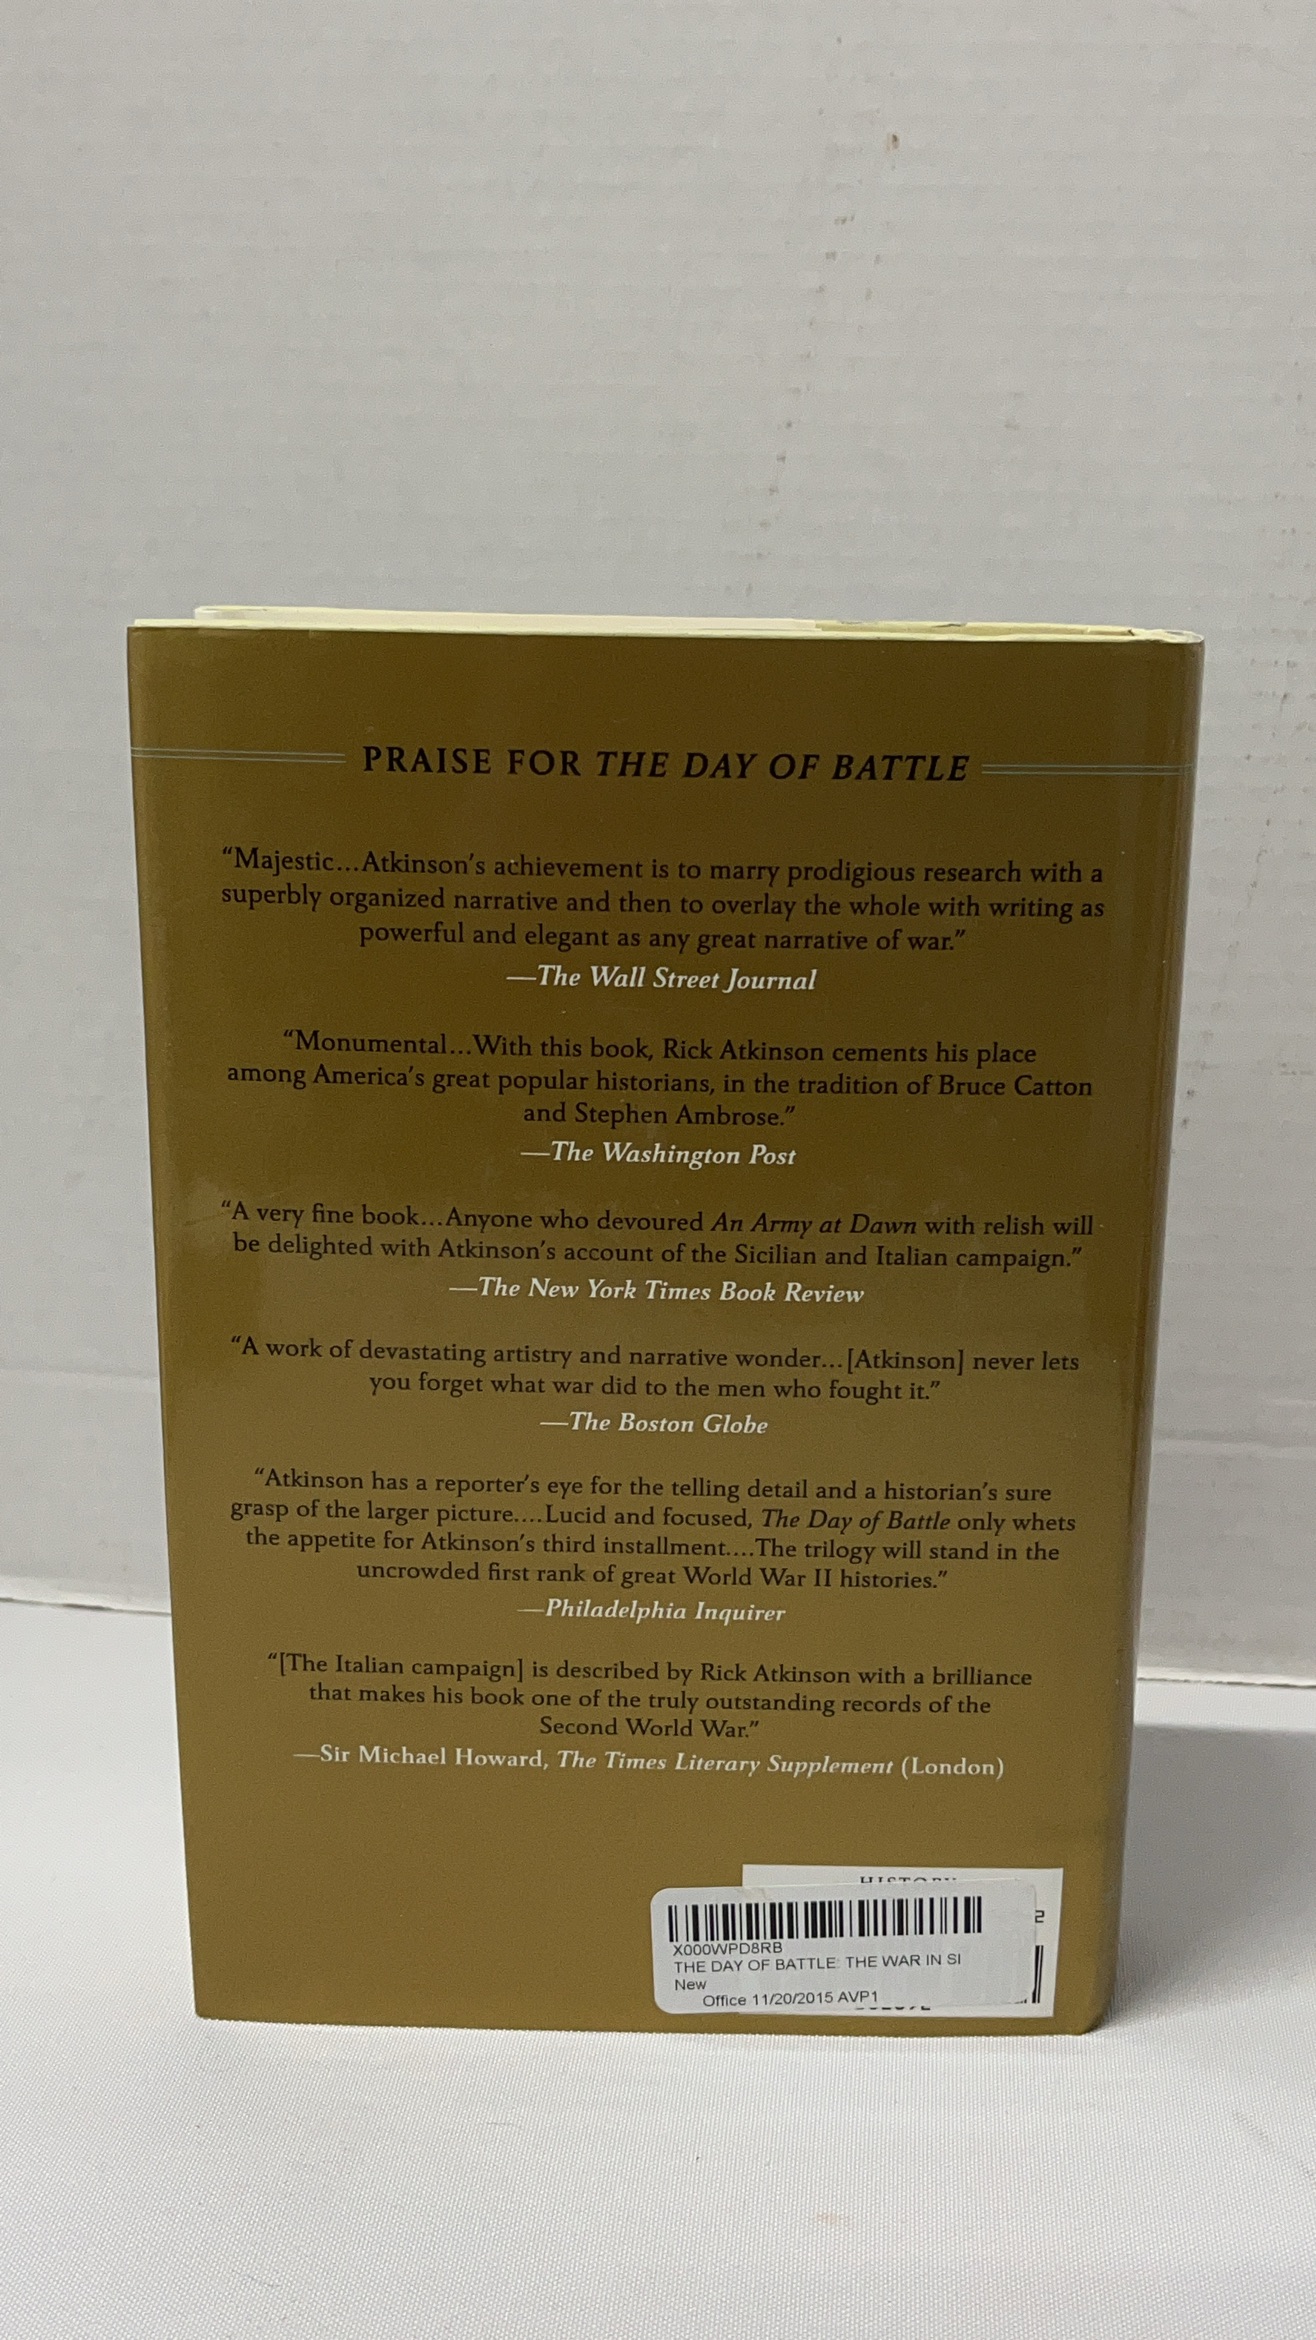 PRAISE FOR THE DAY OF BATTLE
“Majestic...Atkinson’s achievement is to marry prodigious research with a
superbly organized narrative and then to overlay the whole with writing as
powerful and elegant as any great narrative of war.”
—The Wall Street Journal
“Monumental...With this book, Rick Atkinson cements his place
among America’s great popular historians, in the tradition of Bruce Catton
and Stephen Ambrose.”
—The Washington Post
“A very fine book...Anyone who devoured An Army at Dawn with relish will
be delighted with Atkinson’s account of the Sicilian and Italian campaign.”
—The New York Times Book Review
“A work of devastating artistry and narrative wonder...[Atkinson] never lets
you forget what war did to the men who fought it.”
—The Boston Globe
“Atkinson has a reporter’s eye for the telling detail and a historian’s sure
grasp of the larger picture....Lucid and focused, The Day of Battle only whets
the appetite for Atkinson’s third installment....The trilogy will stand in the
uncrowded first rank of great World War II histories.”
—Philadelphia Inquirer
“[The Italian campaign] is described by Rick Atkinson with a brilliance
that makes his book one of the truly outstanding records of the
Second World War.”
—Sir Michael Howard, The Times Literary Supplement (London)
HISTORY
2
X000WPD8RB
THE DAY OF BATTLE: THE WAR IN SI
New
Office 11/20/2015 AVP1